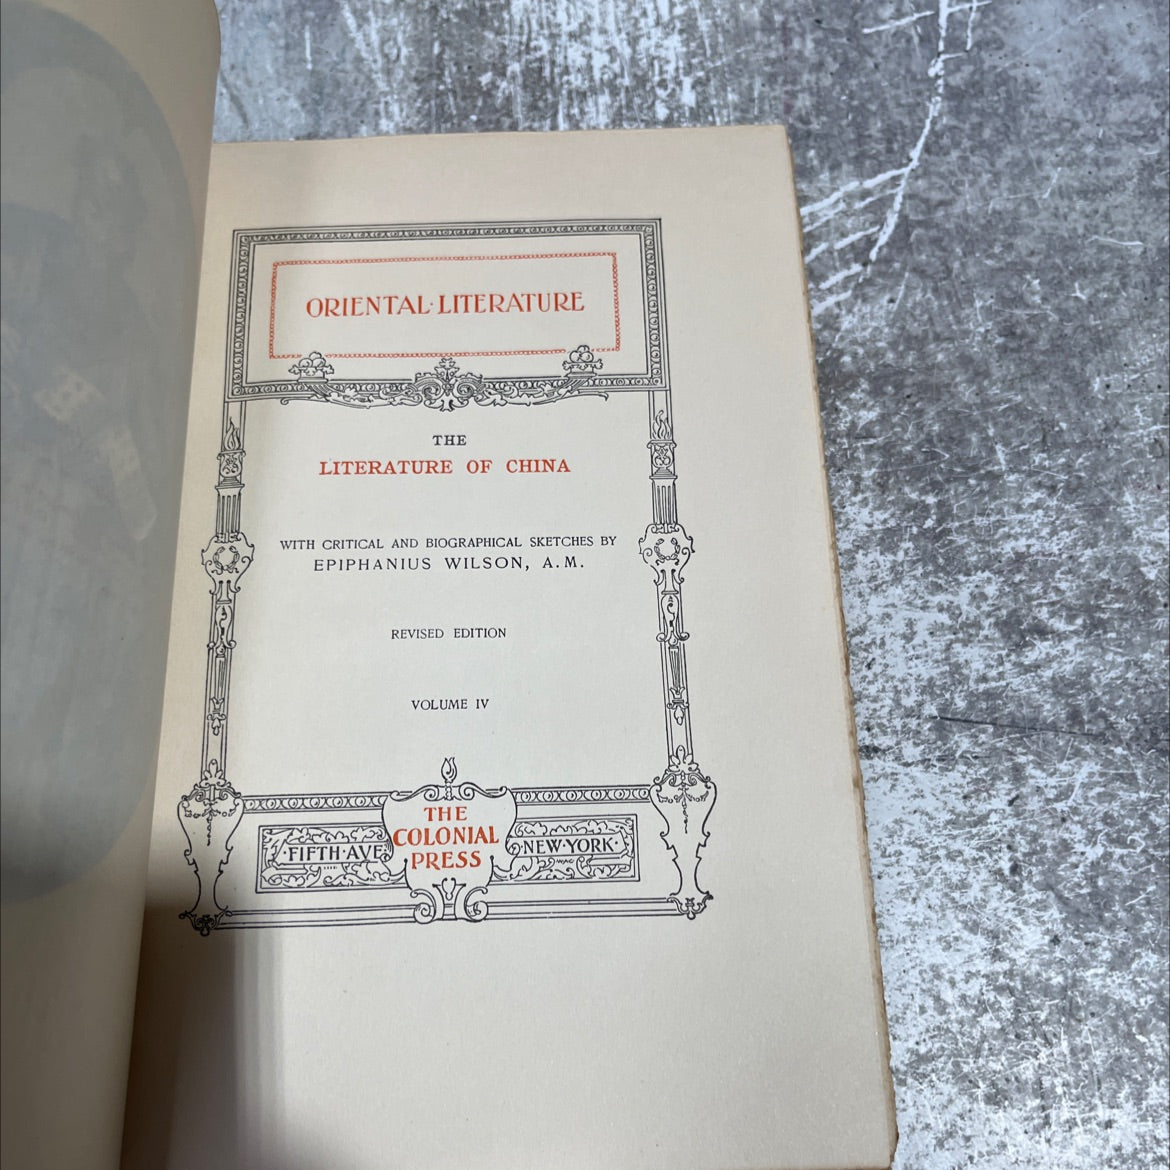 ORIENTAL·LITERATURE
THE
LITERATURE OF CHINA
WITH CRITICAL AND BIOGRAPHICAL SKETCHES BY
EPIPHANIUS WILSON, A.M.
REVISED EDITION
VOLUME IV
THE
COLONIAL
PRESS
·FIFTH·AVE·
·NEW·YORK·